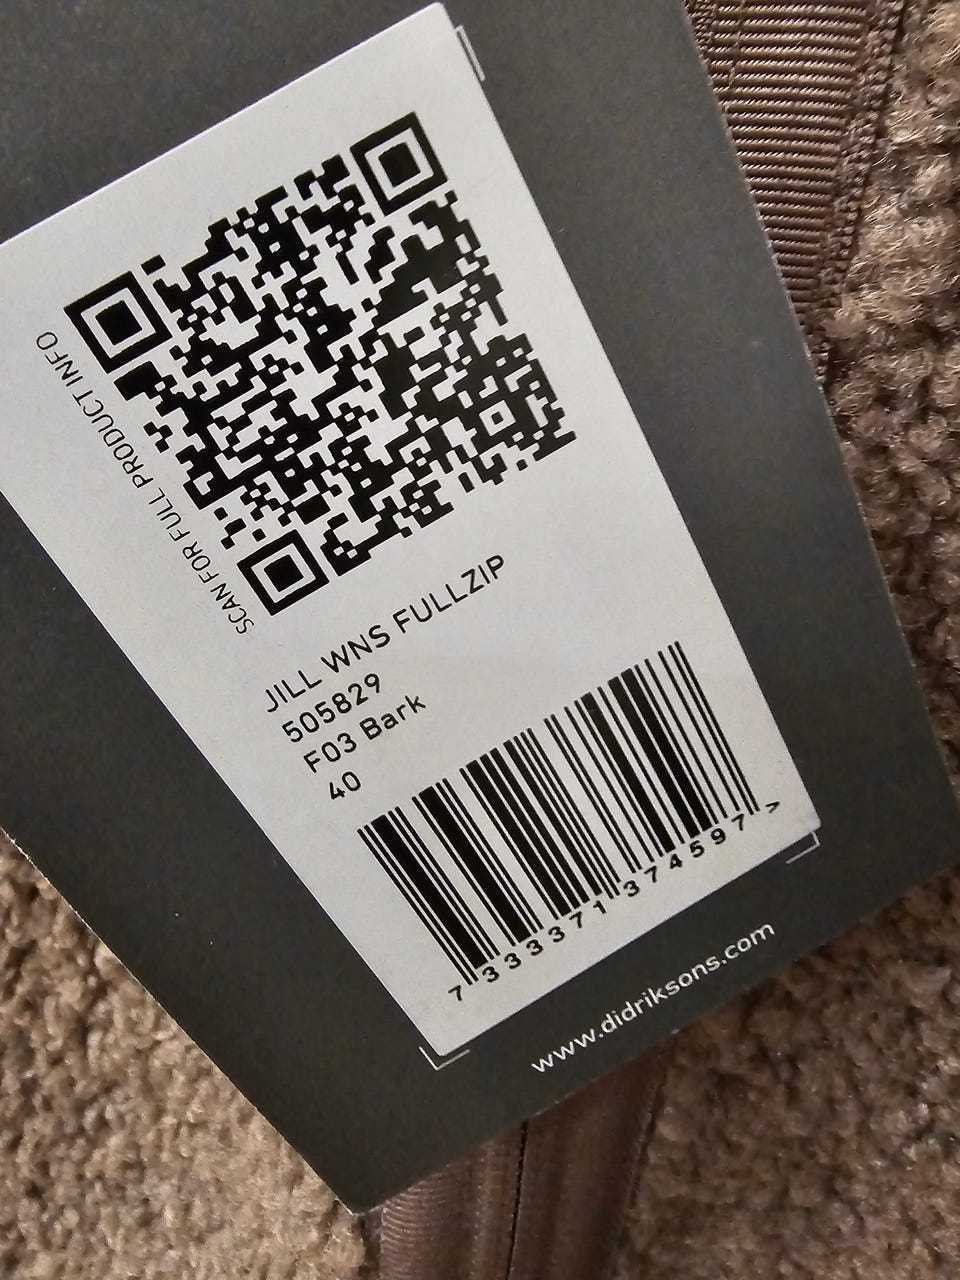 SCAN FOR FULL PRODUCT INFO
JILL WNS FULLZIP
505829
F03 Bark
40
7 333371 374597 >
www.didriksons.com